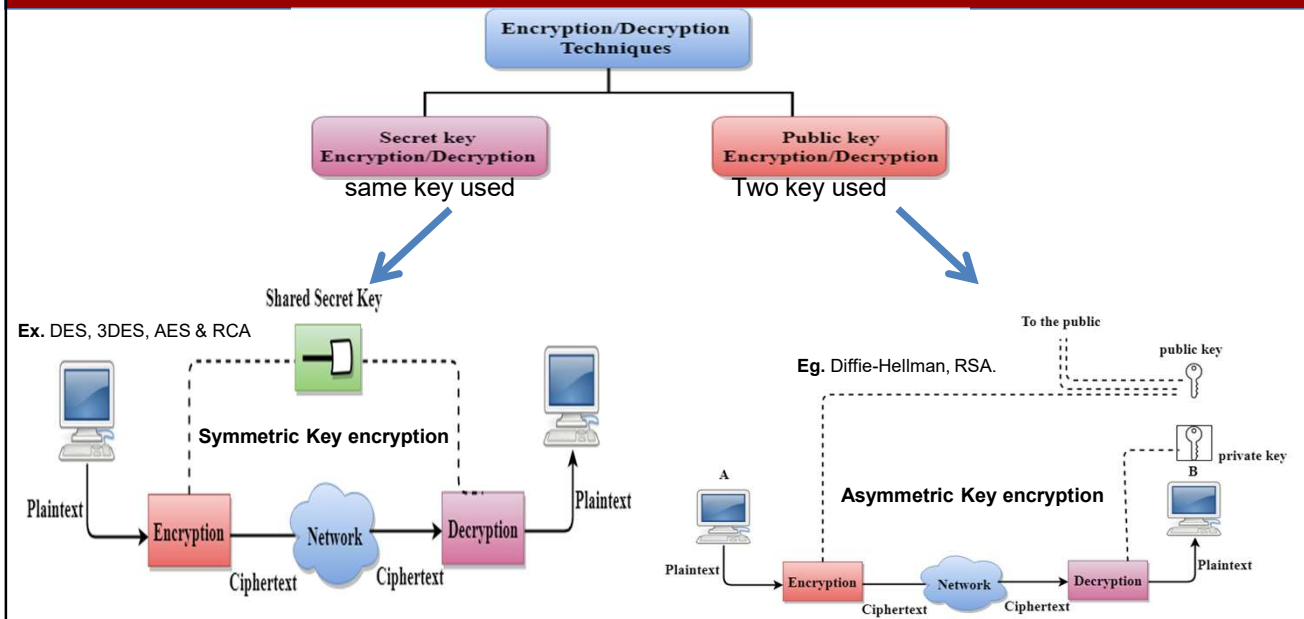 Encryption/Decryption
Techniques
Secret key
Encryption/Decryption
same key used
Public key
Encryption/Decryption
Two key used
Shared Secret Key
Ex. DES, 3DES, AES & RCA
Symmetric Key encryption
Plaintext
Encryption
Ciphertext
Network
Ciphertext
Decryption
Plaintext
To the public
public key
Eg. Diffie-Hellman, RSA.
private key
A
B
Asymmetric Key encryption
Plaintext
Encryption
Ciphertext
Network
Ciphertext
Decryption
Plaintext